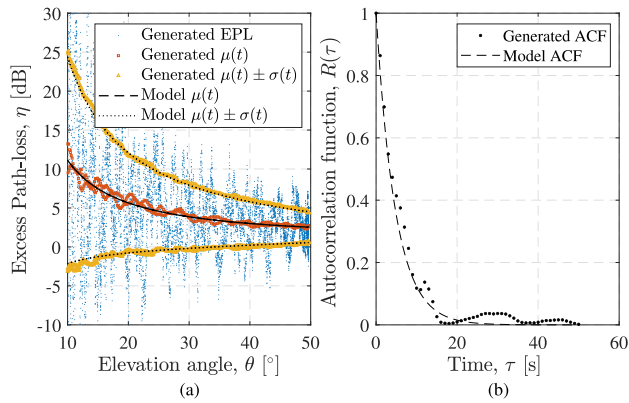 30
25
20
15
10
5
0
-5
-10
Excess Path-loss, η [dB]
Generated EPL
Generated μ(t)
Generated μ(t) ± σ(t)
Model μ(t)
Model μ(t) ± σ(t)
10 20 30 40 50
Elevation angle, θ [°]
(a)
1
0.8
0.6
0.4
0.2
0
Autocorrelation function, R(τ)
Generated ACF
Model ACF
0 20 40 60
Time, τ [s]
(b)